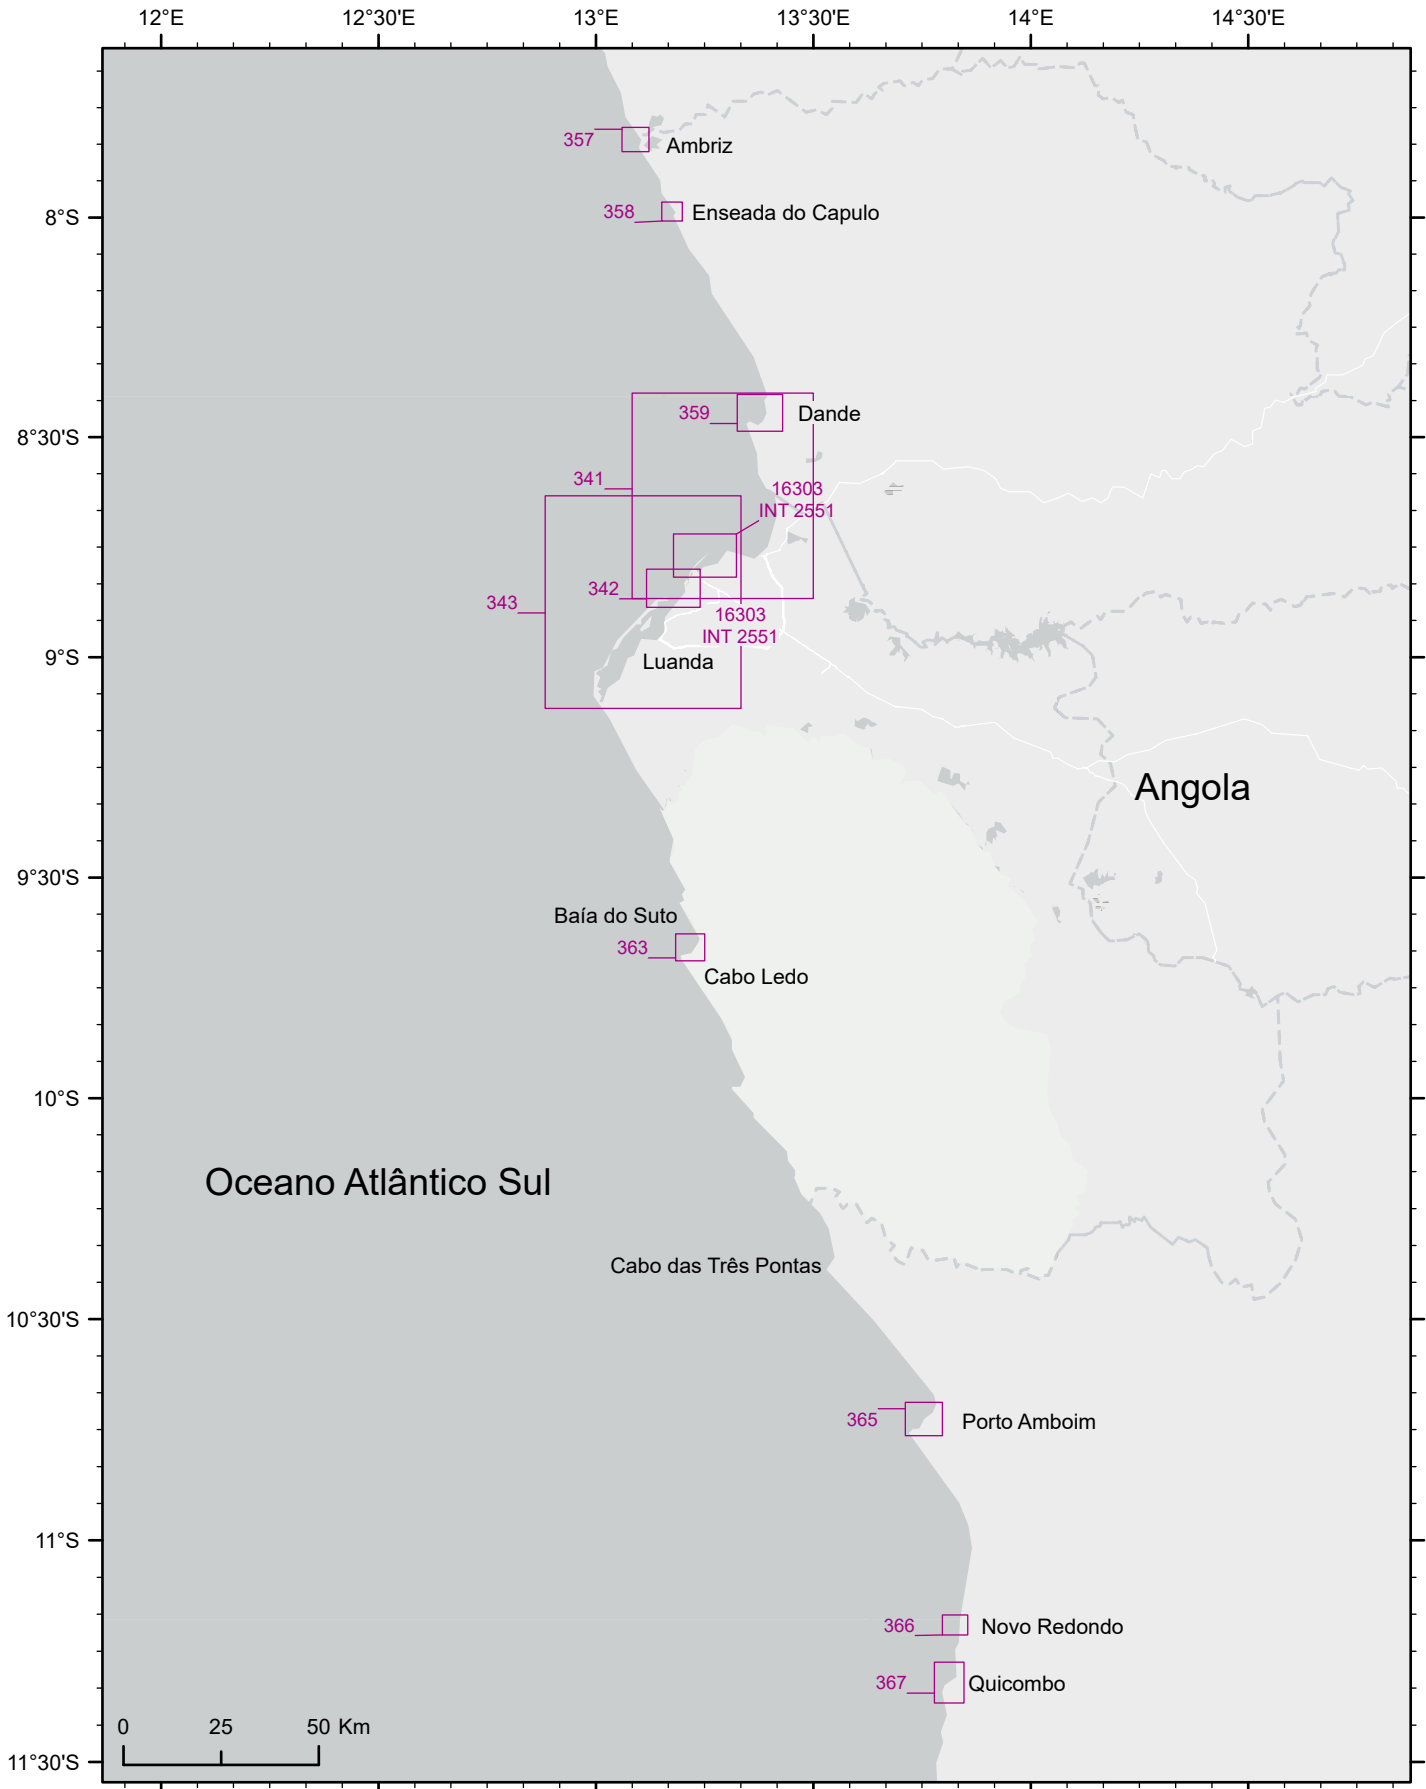 12°E
12°30'E
13°E
13°30'E
14°E
14°30'E
357
Ambriz
8°S
358
Enseada do Capulo
359
Dande
8°30'S
341
16303
INT 2551
342
343
16303
INT 2551
9°S
Luanda
Angola
9°30'S
Baía do Suto
363
Cabo Ledo
10°S
Oceano Atlântico Sul
Cabo das Três Pontas
10°30'S
365
Porto Amboim
11°S
366
Novo Redondo
367
Quicombo
0
25
50 Km
11°30'S